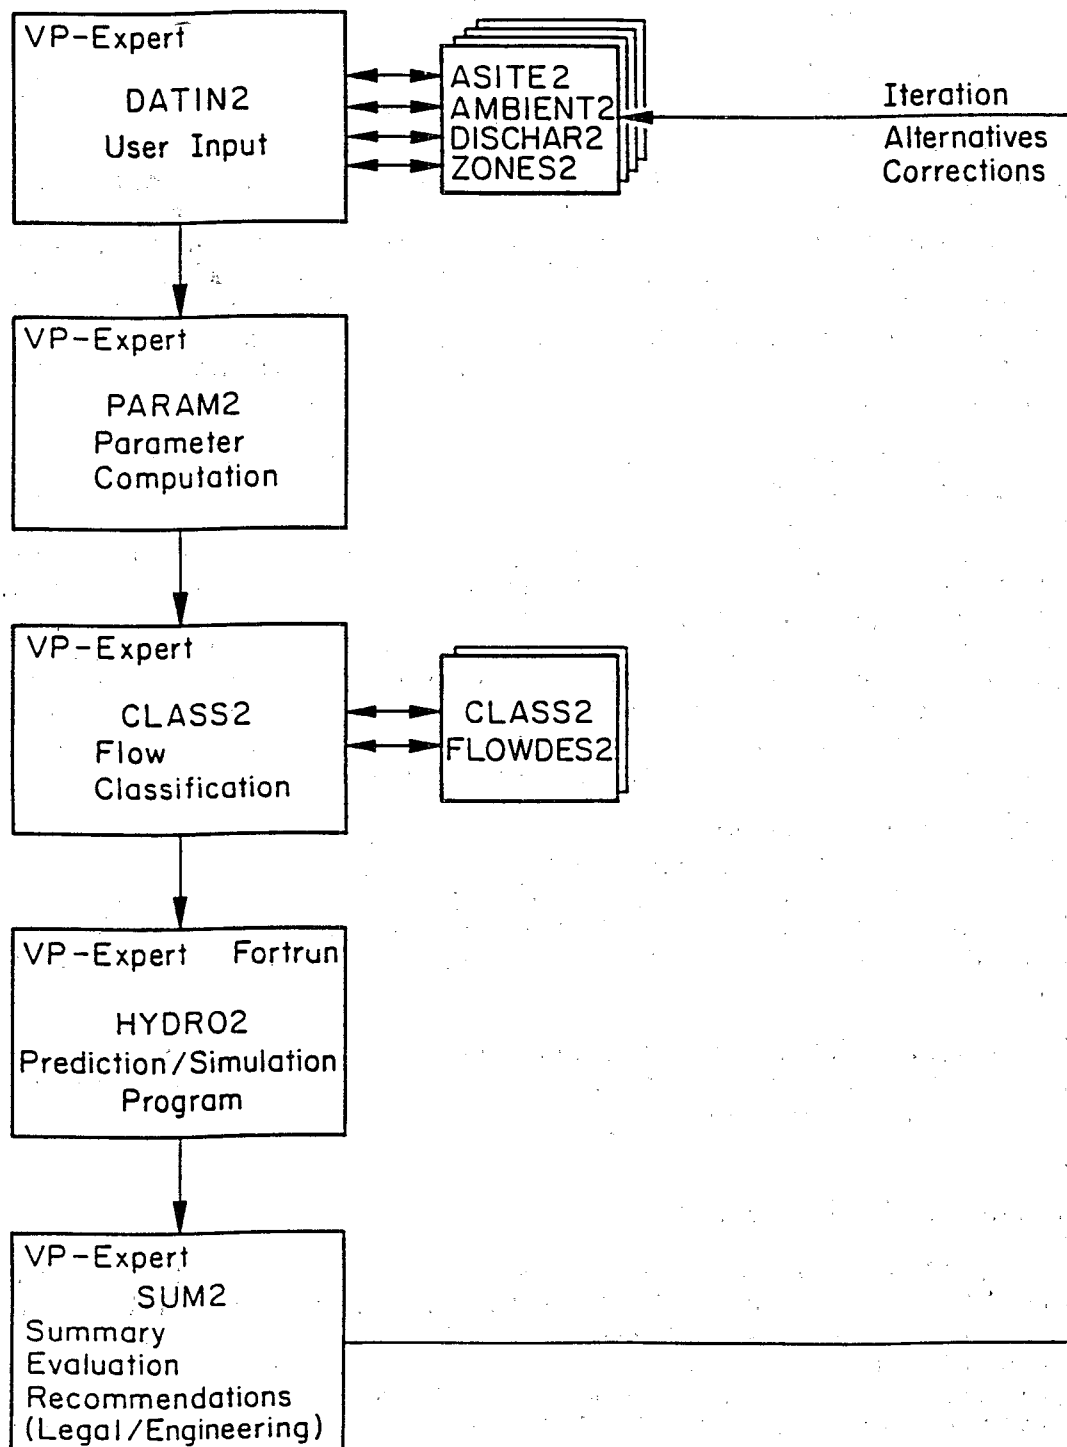 VP-Expert
DATIN2
User Input
ASITE2
AMBIENT2
DISCHAR2
ZONES2
Iteration
Alternatives
Corrections
VP-Expert
PARAM2
Parameter
Computation
VP-Expert
CLASS2
Flow
Classification
CLASS2
FLOWDES2
VP-Expert Fortrun
HYDRO2
Prediction/Simulation
Program
VP-Expert
SUM2
Summary
Evaluation
Recommendations
(Legal/Engineering)